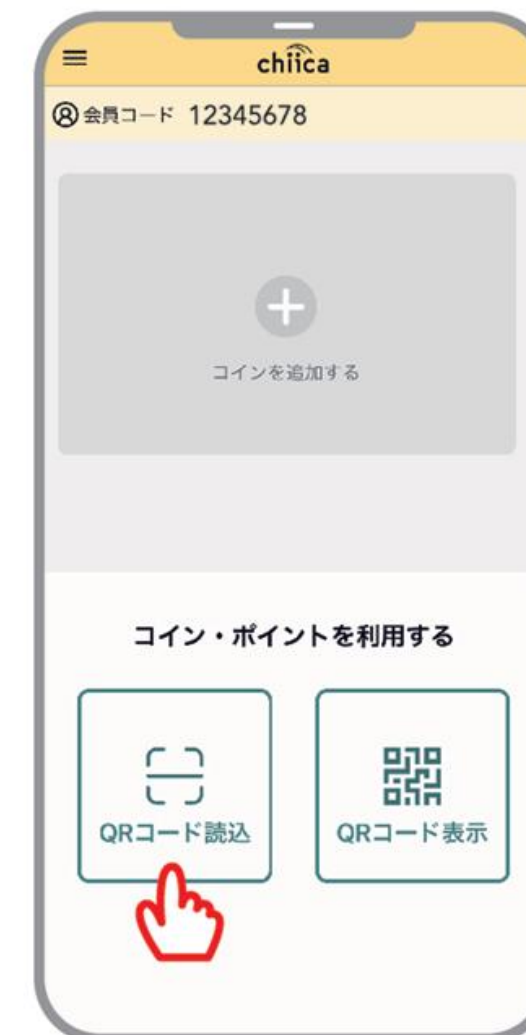 chiica
会員コード 12345678
コインを追加する
コイン・ポイントを利用する
QRコード読込
QRコード表示